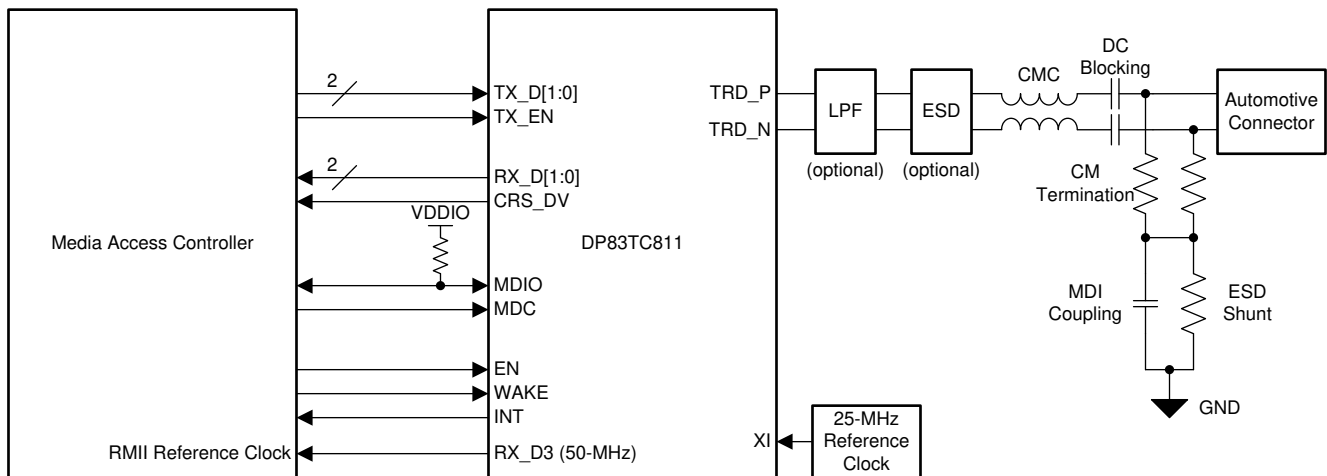 Media Access Controller
RMII Reference Clock
2
2
VDDIO
DP83TC811
TX_D[1:0]
TX_EN
RX_D[1:0]
CRS_DV
MDIO
MDC
EN
WAKE
INT
RX_D3 (50-MHz)
TRD_P
TRD_N
XI
25-MHz
Reference
Clock
LPF
(optional)
ESD
(optional)
CMC
DC
Blocking
Automotive
Connector
CM
Termination
MDI
Coupling
ESD
Shunt
GND